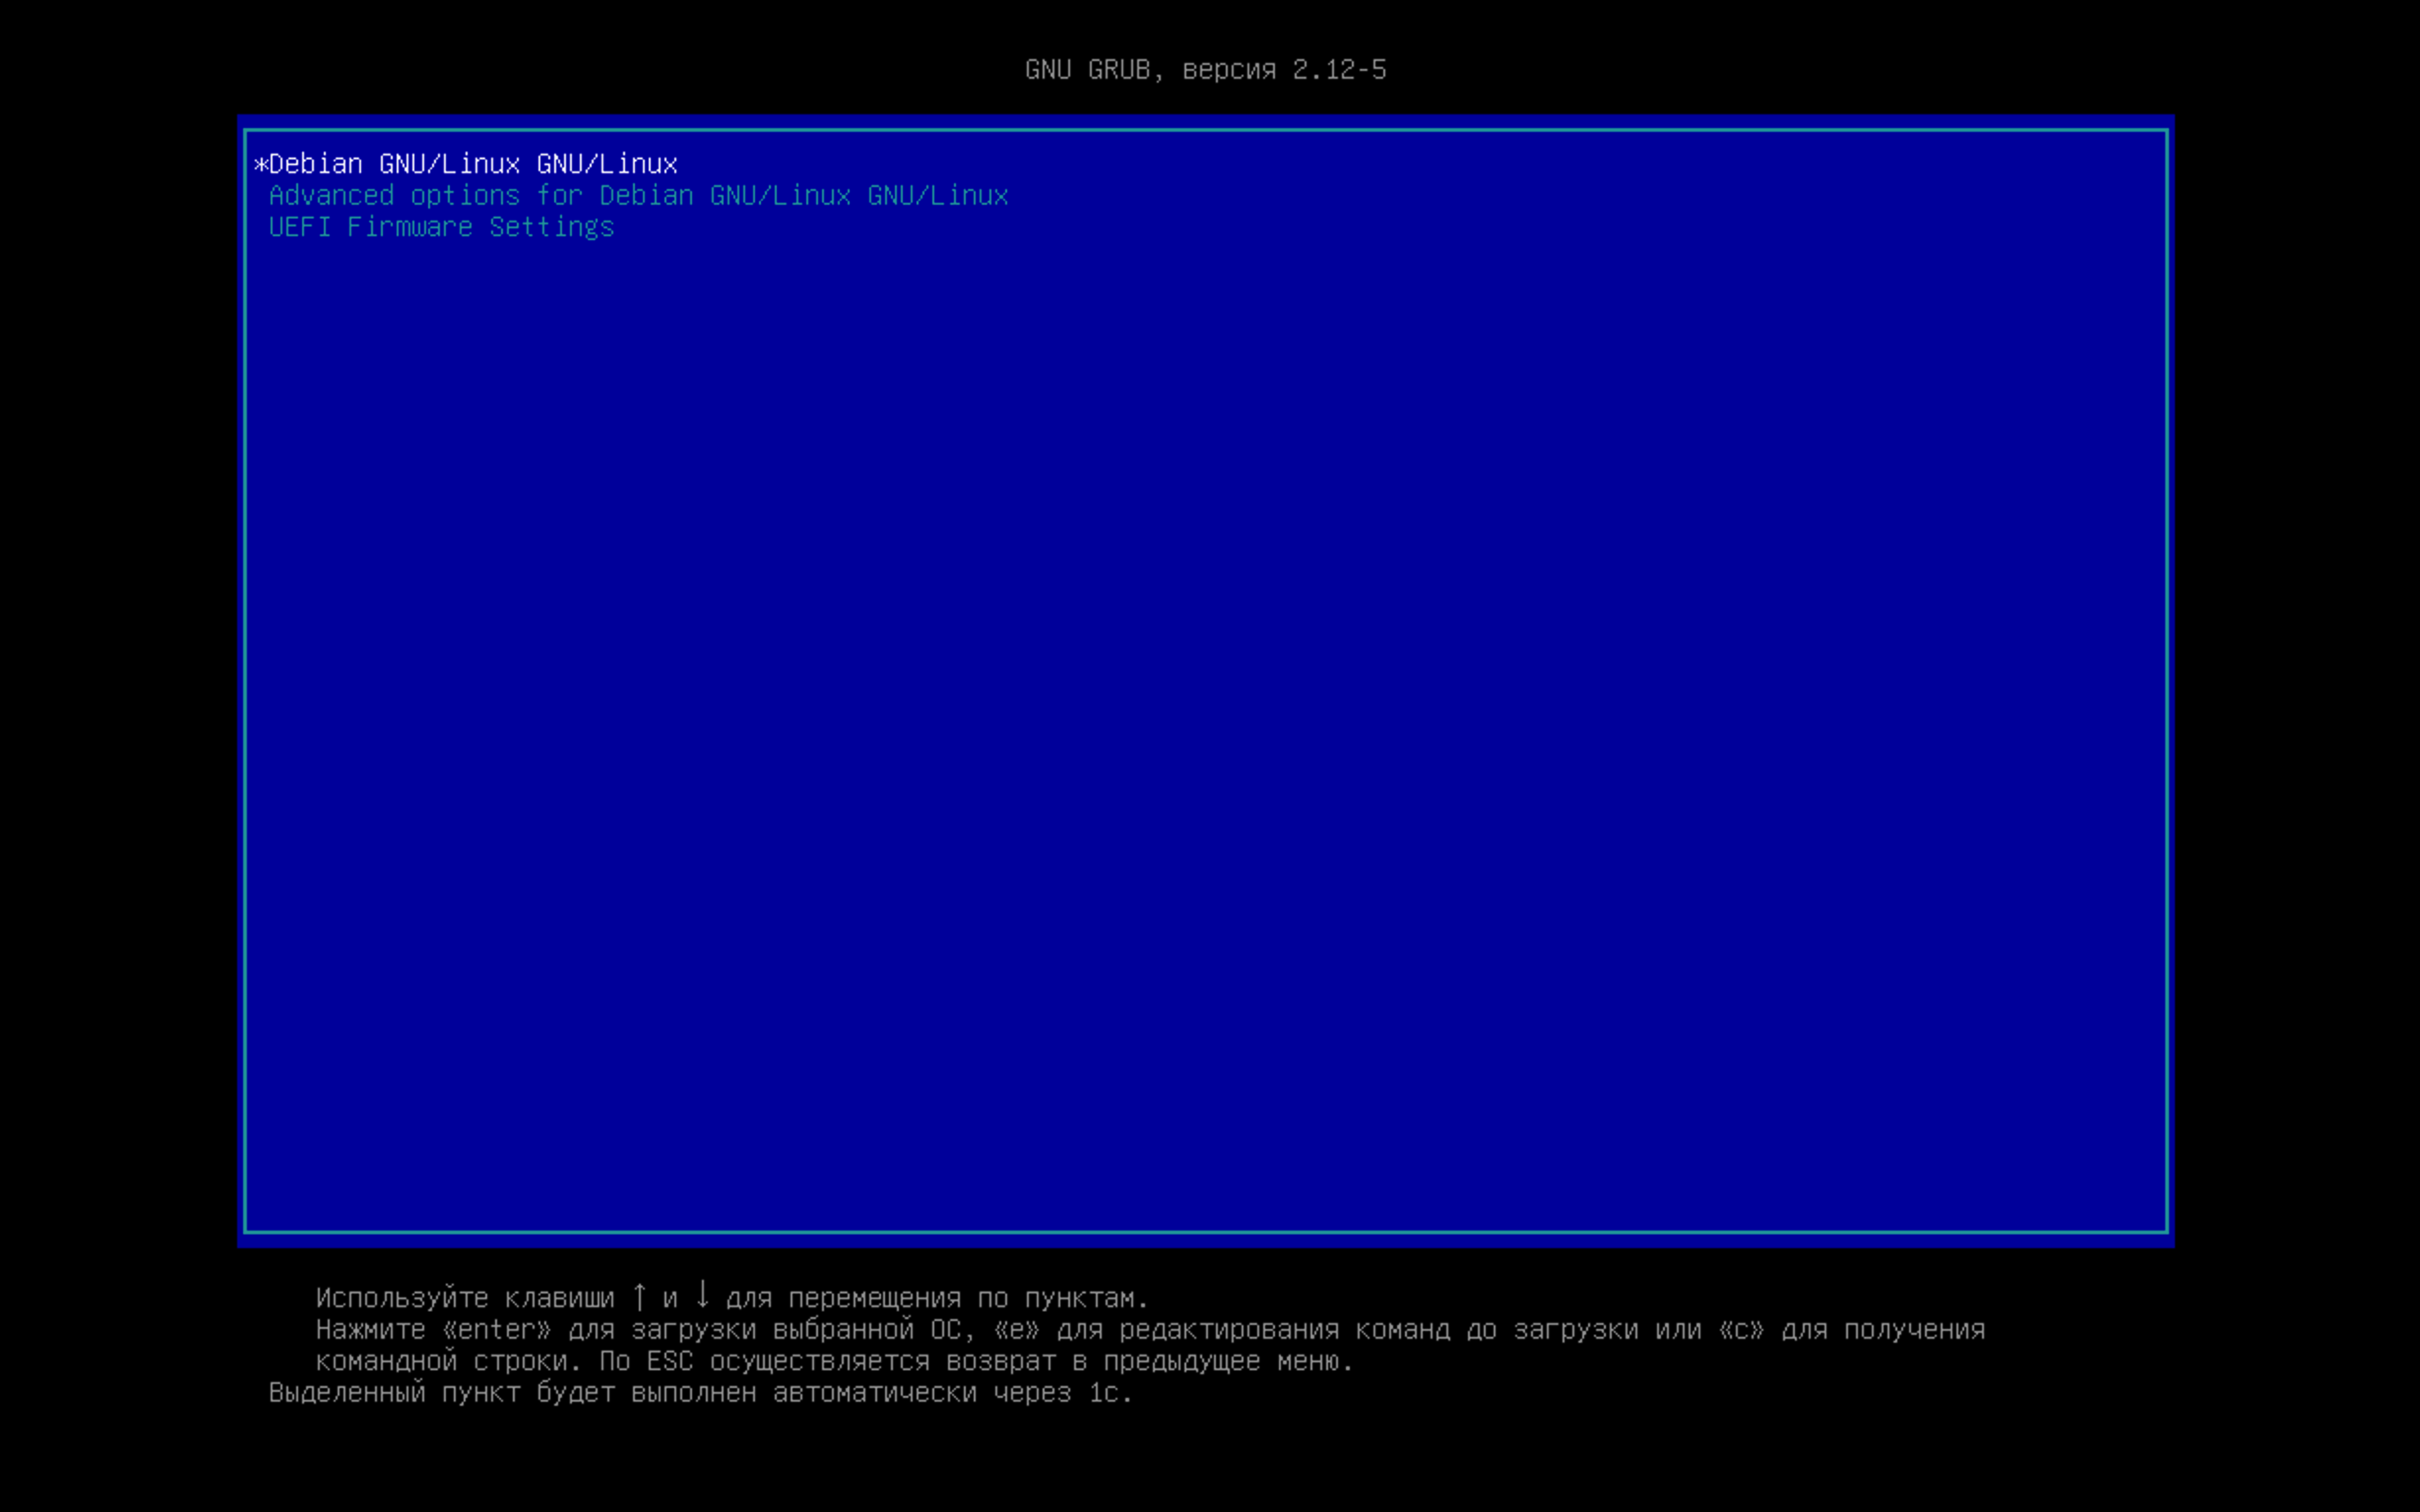 GNU GRUB, версия 2.12-5
*Debian GNU/Linux GNU/Linux
Advanced options for Debian GNU/Linux GNU/Linux
UEFI Firmware Settings
Используйте клавиши ↑ и ↓ для перемещения по пунктам.
Нажмите «enter» для загрузки выбранной ОС, «e» для редактирования команд до загрузки или «c» для получения
командной строки. По ESC осуществляется возврат в предыдущее меню.
Выделенный пункт будет выполнен автоматически через 1с.